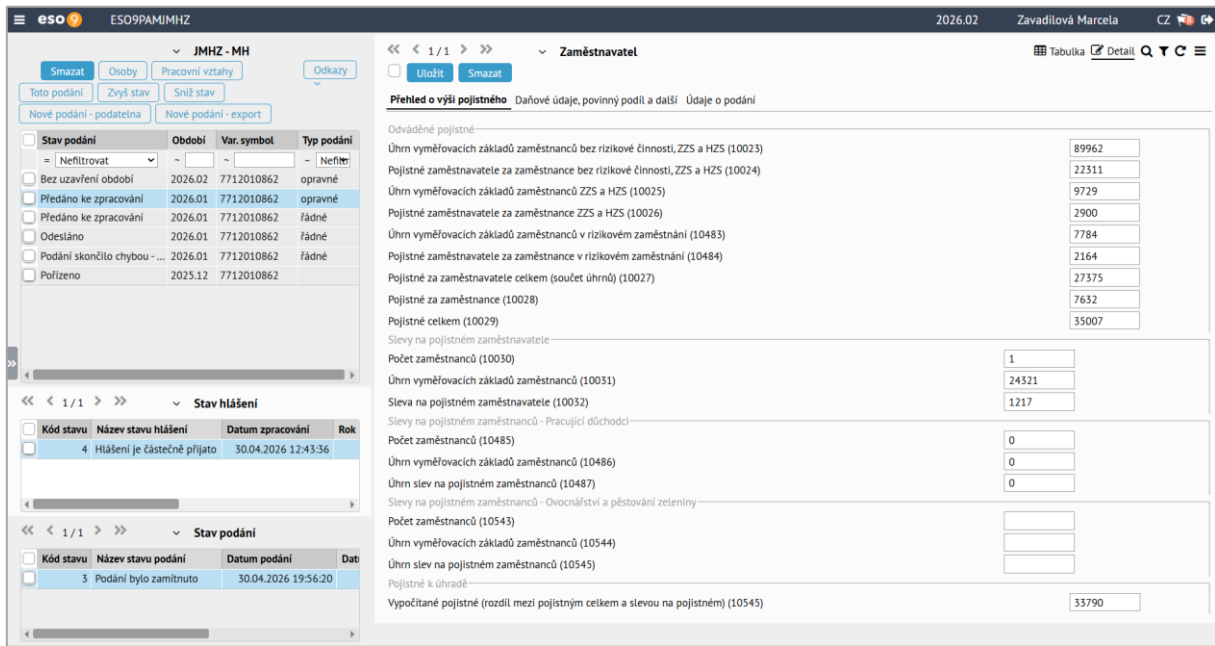 eso9 ESO9PAMJMHZ 2026.02 Zavadilová Marcela CZ
JMHZ - MH
Smazat Osoby Pracovní vztahy Odkazy
Toto podání Zvyš stav Sniž stav
Nové podání - podatelna Nové podání - export
Stav podání Období Var. symbol Typ podání
= Nefiltrovat ~ ~ ~ Nefiltr
Bez uzavření období 2026.02 7712010862 opravné
Předáno ke zpracování 2026.01 7712010862 opravné
Předáno ke zpracování 2026.01 7712010862 řádné
Odesláno 2026.01 7712010862 řádné
Podání skončilo chybou - ... 2026.01 7712010862 řádné
Pořízeno 2025.12 7712010862
1/1 Stav hlášení
Kód stavu Název stavu hlášení Datum zpracování Rok
4 Hlášení je částečně přijato 30.04.2026 12:43:36
1/1 Stav podání
Kód stavu Název stavu podání Datum podání Dat
3 Podání bylo zamítnuto 30.04.2026 19:56:20
1/1 Zaměstnavatel Tabulka Detail
Uložit Smazat
Přehled o výši pojistného Daňové údaje, povinný podíl a další Údaje o podání
Odváděné pojistné
Úhrn vyměřovacích základů zaměstnanců bez rizikové činnosti, ZZS a HZS (10023) 89962
Pojistné zaměstnavatele za zaměstnance bez rizikové činnosti, ZZS a HZS (10024) 22311
Úhrn vyměřovacích základů zaměstnanců ZZS a HZS (10025) 9729
Pojistné zaměstnavatele za zaměstnance ZZS a HZS (10026) 2900
Úhrn vyměřovacích základů zaměstnanců v rizikovém zaměstnání (10483) 7784
Pojistné zaměstnavatele za zaměstnance v rizikovém zaměstnání (10484) 2164
Pojistné za zaměstnavatele celkem (součet úhrnů) (10027) 27375
Pojistné za zaměstnance (10028) 7632
Pojistné celkem (10029) 35007
Slevy na pojistném zaměstnavatele
Počet zaměstnanců (10030) 1
Úhrn vyměřovacích základů zaměstnanců (10031) 24321
Sleva na pojistném zaměstnavatele (10032) 1217
Slevy na pojistném zaměstnanců - Pracující důchodci
Počet zaměstnanců (10485) 0
Úhrn vyměřovacích základů zaměstnanců (10486) 0
Úhrn slev na pojistném zaměstnanců (10487) 0
Slevy na pojistném zaměstnanců - Ovocnářství a pěstování zeleniny
Počet zaměstnanců (10543)
Úhrn vyměřovacích základů zaměstnanců (10544)
Úhrn slev na pojistném zaměstnanců (10545)
Pojistné k úhradě
Vypočítané pojistné (rozdíl mezi pojistným celkem a slevou na pojistném) (10545) 33790